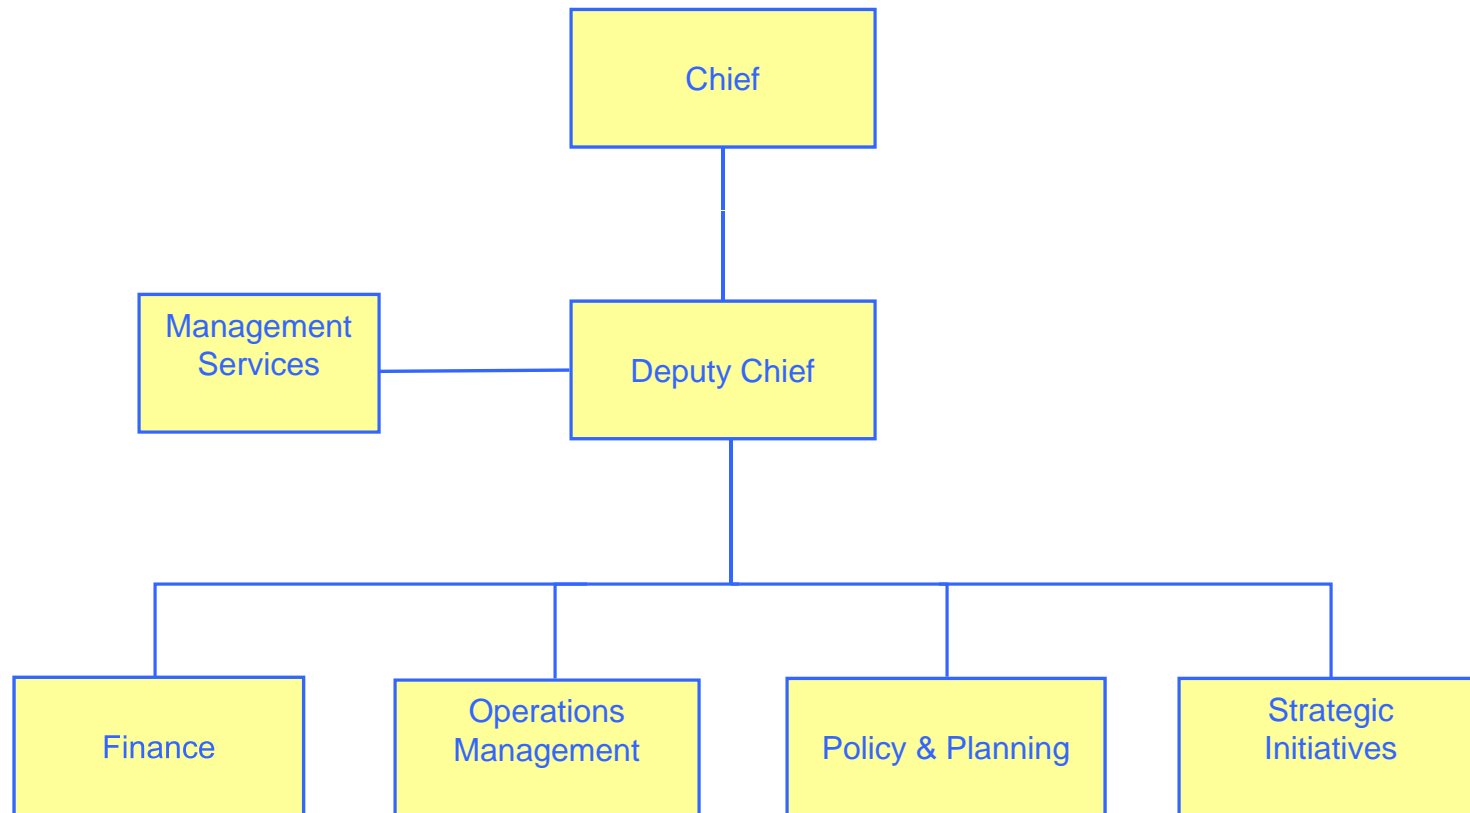 Chief
Management
Services
Deputy Chief
Finance
Operations
Management
Policy & Planning
Strategic
Initiatives